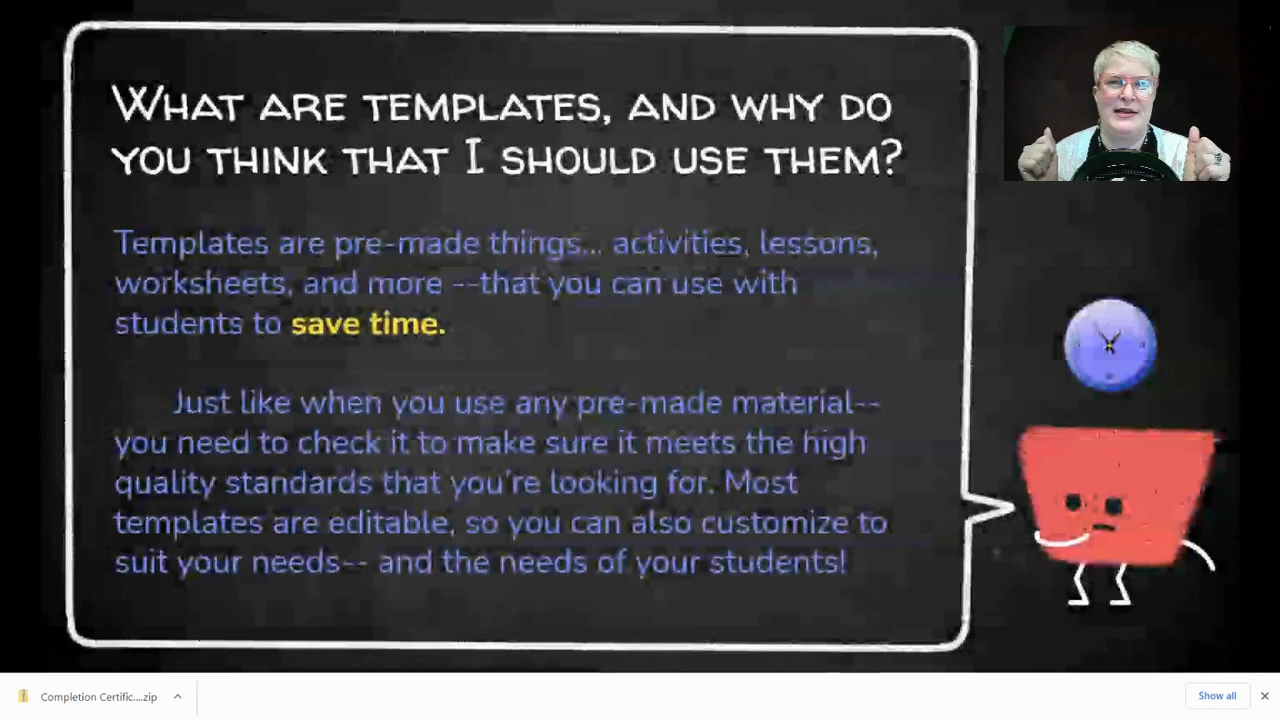 WHAT ARE TEMPLATES, AND WHY DO
YOU THINK THAT I SHOULD USE THEM?
Templates are pre-made things... activities, lessons,
worksheets, and more --that you can use with
students to save time.
Just like when you use any pre-made material--
you need to check it to make sure it meets the high
quality standards that you're looking for. Most
templates are editable, so you can also customize to
suit your needs-- and the needs of your students!
Completion Certific....zip
Show all